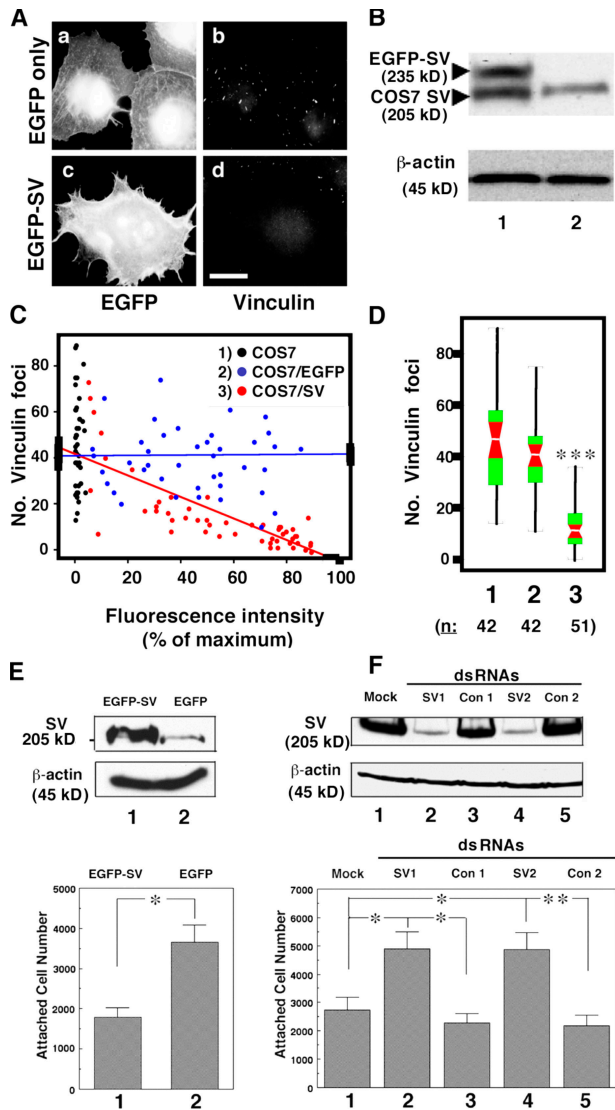 A
a
b
EGFP only
c
d
EGFP-SV
EGFP
Vinculin
B
EGFP-SV
(235 kD)
COS7 SV
(205 kD)
β-actin
(45 kD)
1 2
C
1) COS7
2) COS7/EGFP
3) COS7/SV
No. Vinculin foci
80
60
40
20
0
0 20 40 60 80 100
Fluorescence intensity
(% of maximum)
D
No. Vinculin foci
80
60
40
20
0
***
1 2 3
(n: 42 42 51)
E
EGFP-SV EGFP
SV
205 kD
β-actin
(45 kD)
1 2
EGFP-SV EGFP
Attached Cell Number
5000
4000
3000
2000
1000
0
*
1 2
F
dsRNAs
Mock SV1 Con 1 SV2 Con 2
SV
(205 kD)
β-actin
(45 kD)
1 2 3 4 5
dsRNAs
Mock SV1 Con 1 SV2 Con 2
Attached Cell Number
7000
6000
5000
4000
3000
2000
1000
0
* **
* *
1 2 3 4 5